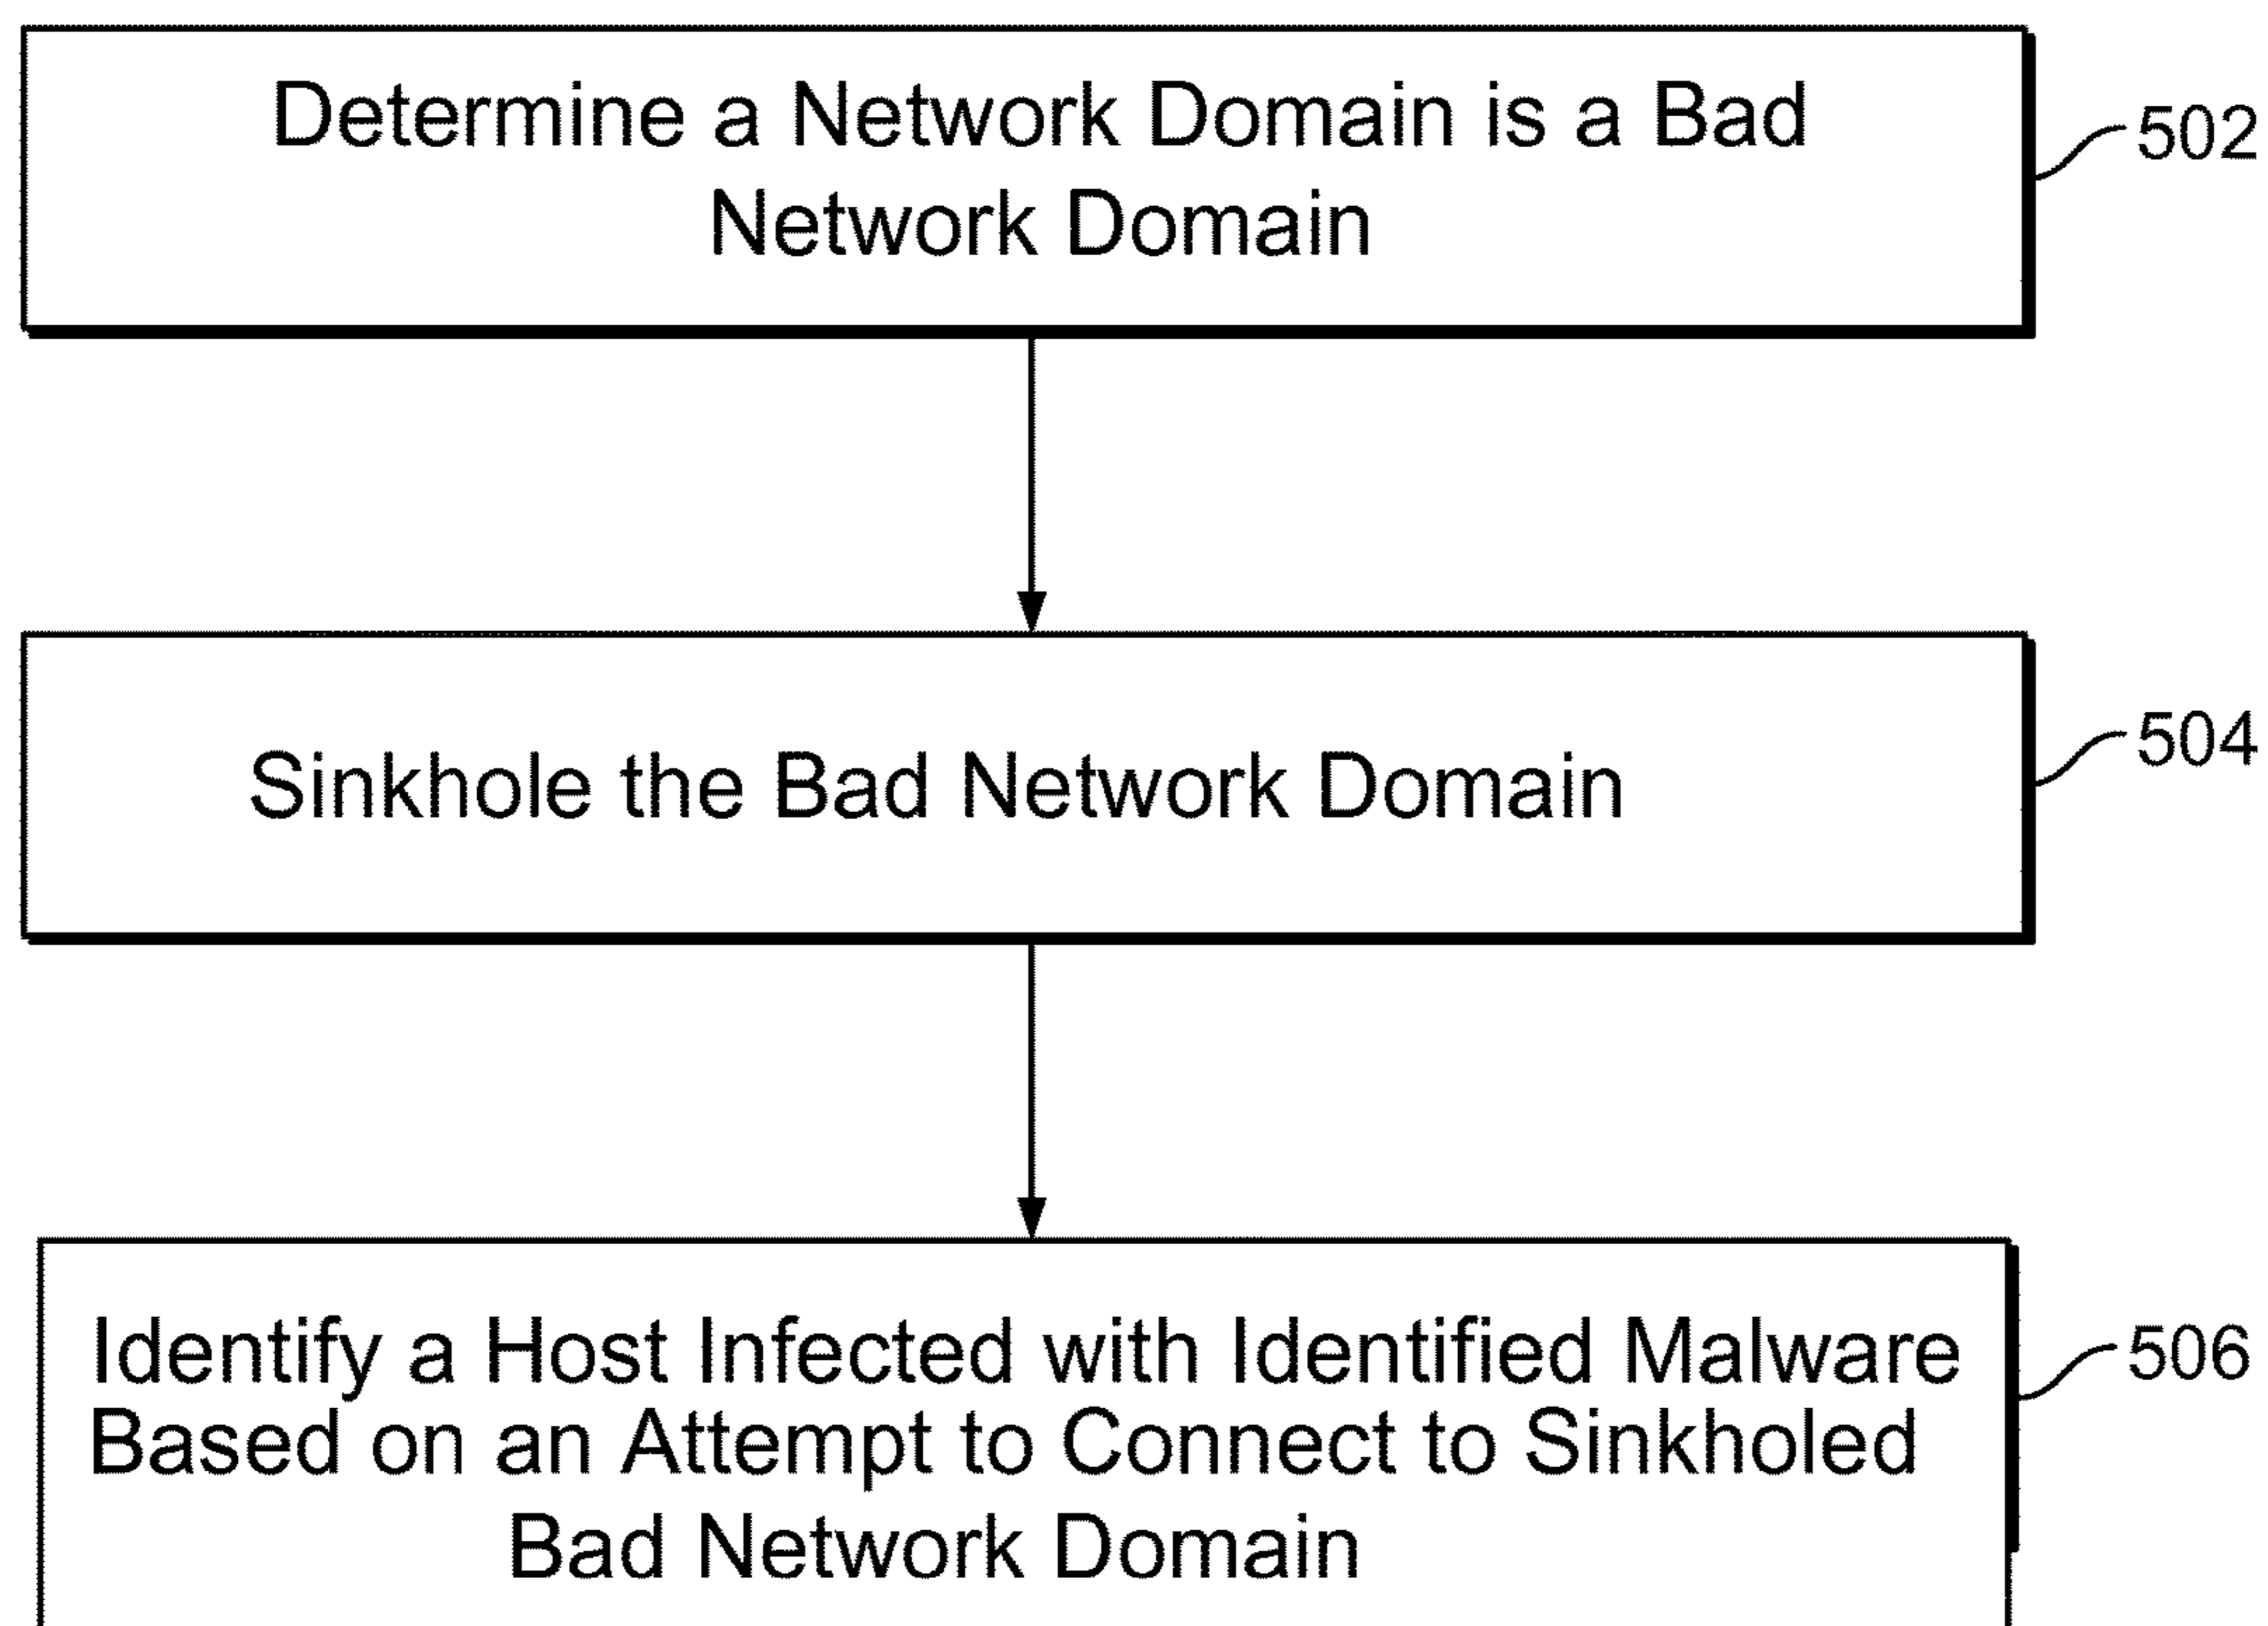 Determine a Network Domain is a Bad
Network Domain
502
Sinkhole the Bad Network Domain
504
Identify a Host Infected with Identified Malware
Based on an Attempt to Connect to Sinkholed
Bad Network Domain
506